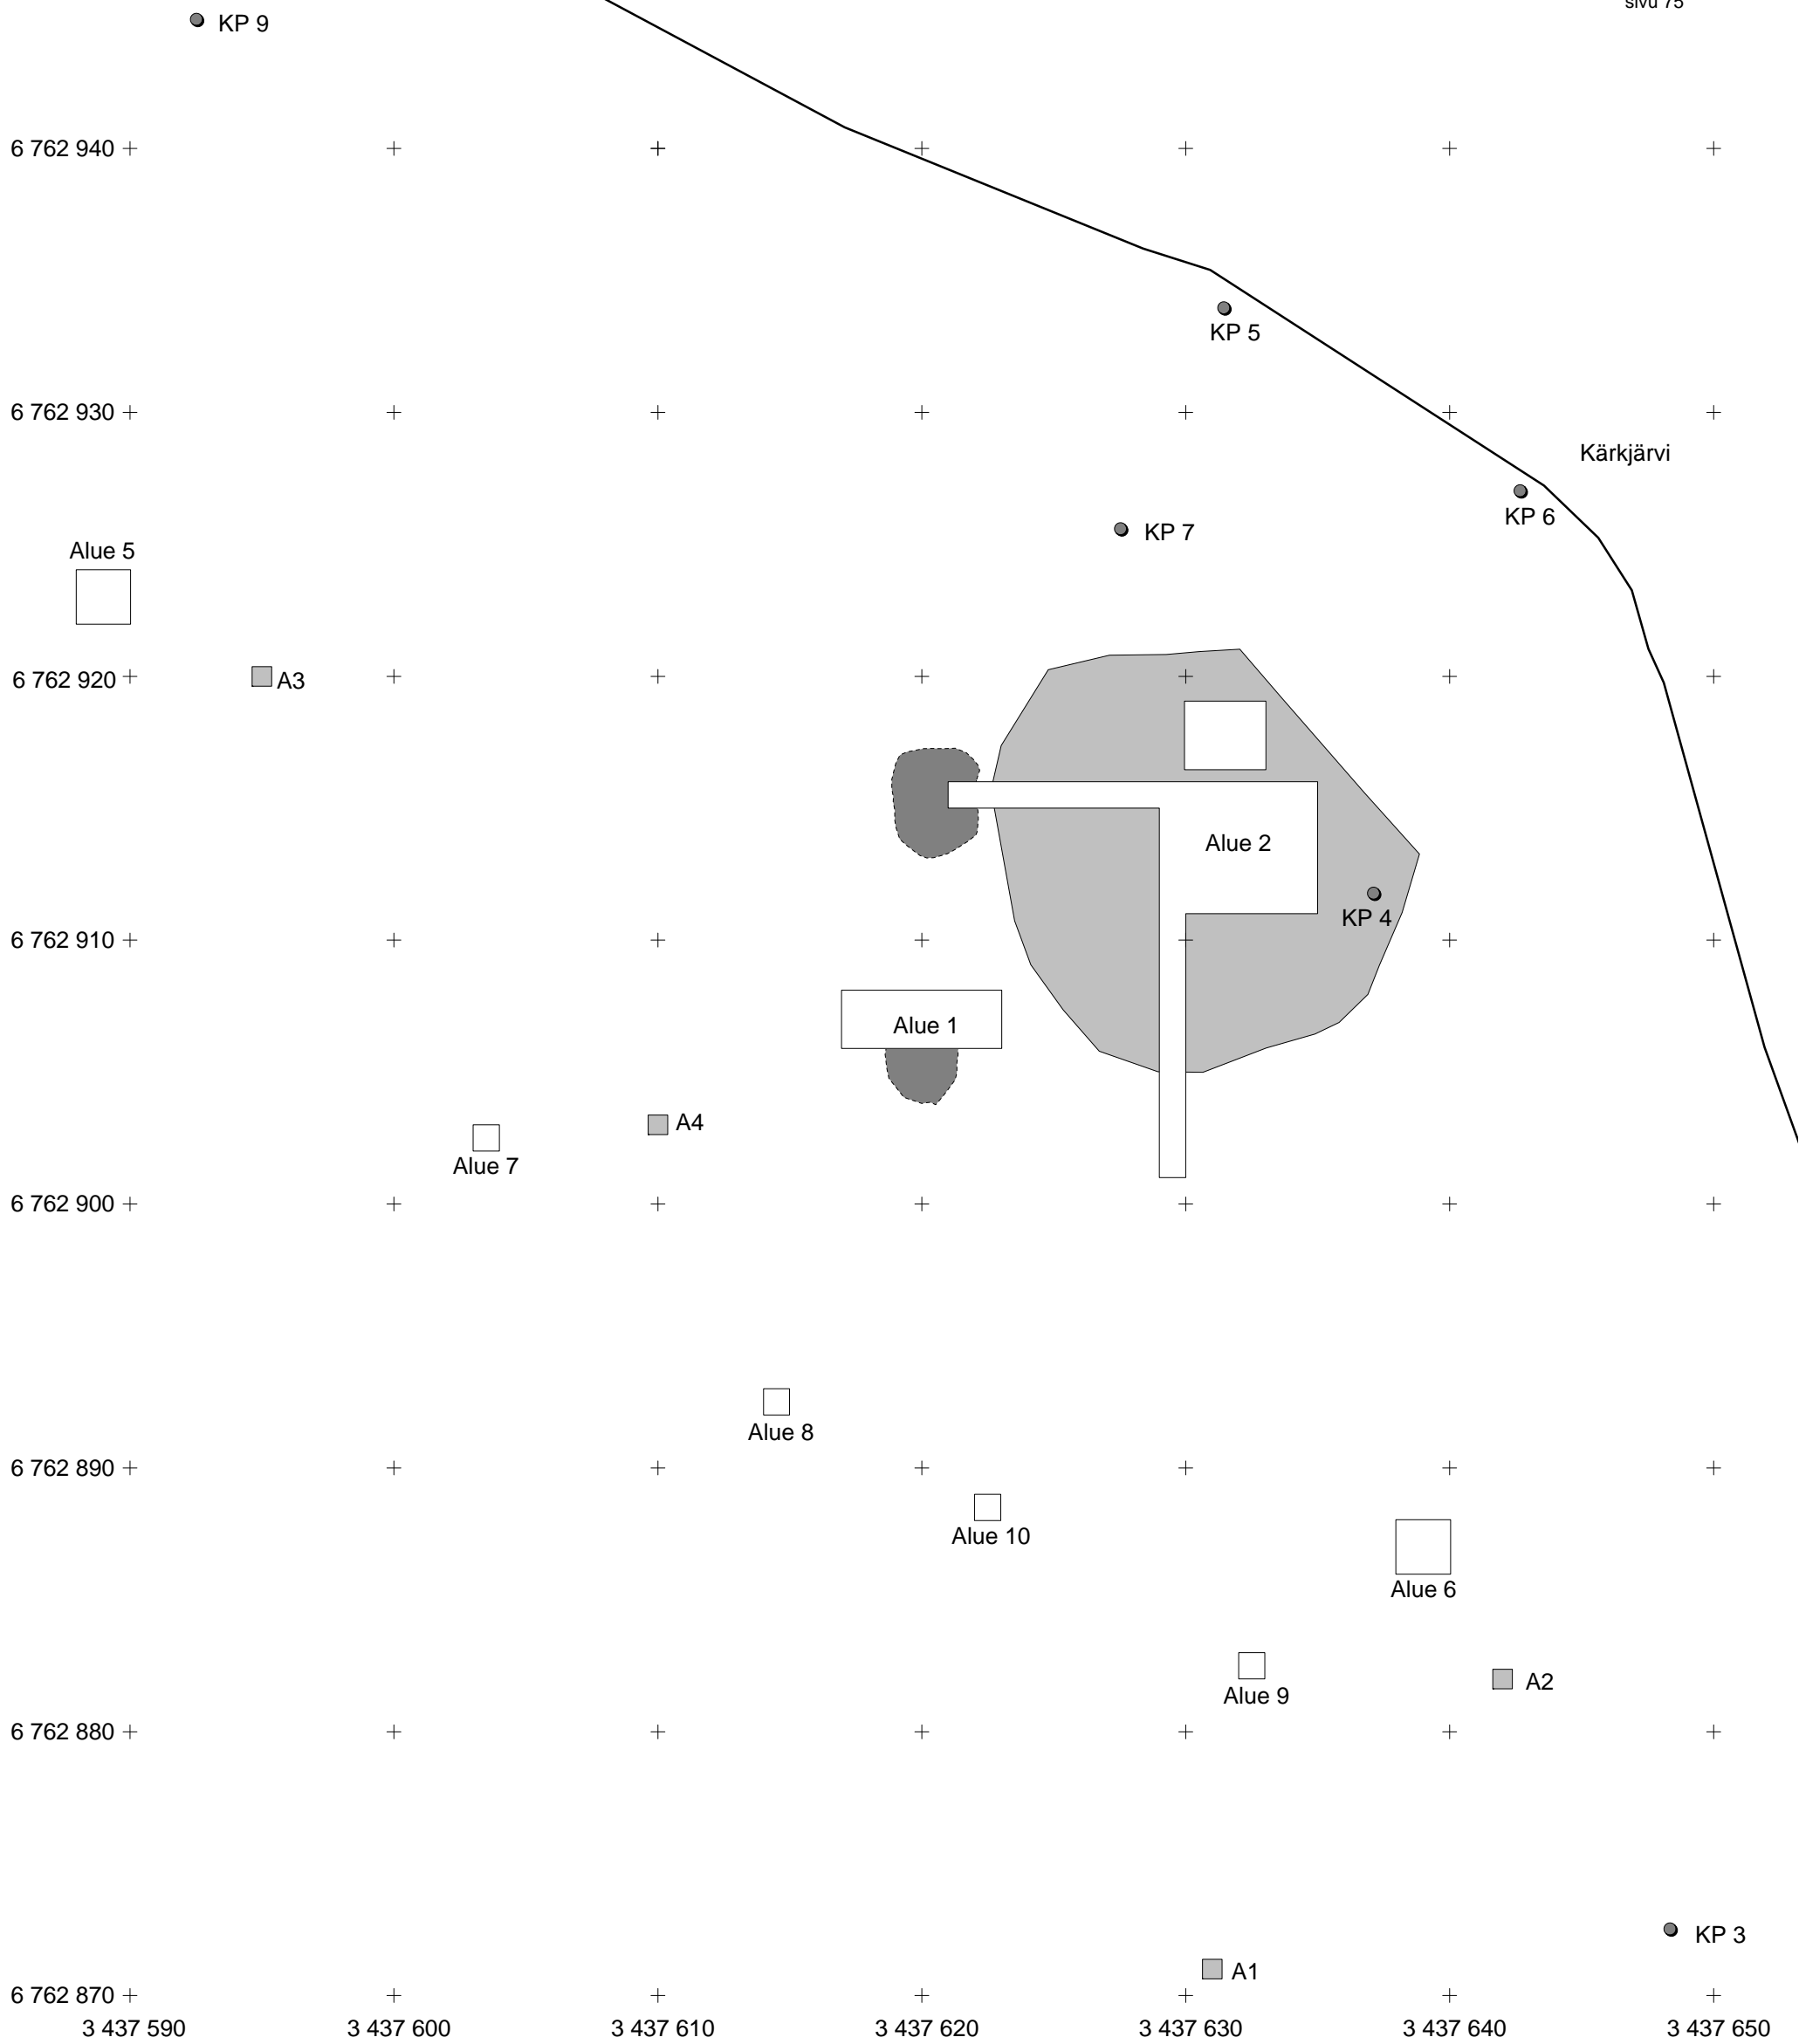 sivu 75
KP 9
6 762 940
KP 5
6 762 930
Kärkjärvi
KP 6
KP 7
Alue 5
6 762 920
A3
Alue 2
KP 4
6 762 910
Alue 1
A4
Alue 7
6 762 900
Alue 8
6 762 890
Alue 10
Alue 6
A2
Alue 9
6 762 880
KP 3
A1
6 762 870
3 437 590 3 437 600 3 437 610 3 437 620 3 437 630 3 437 640 3 437 650